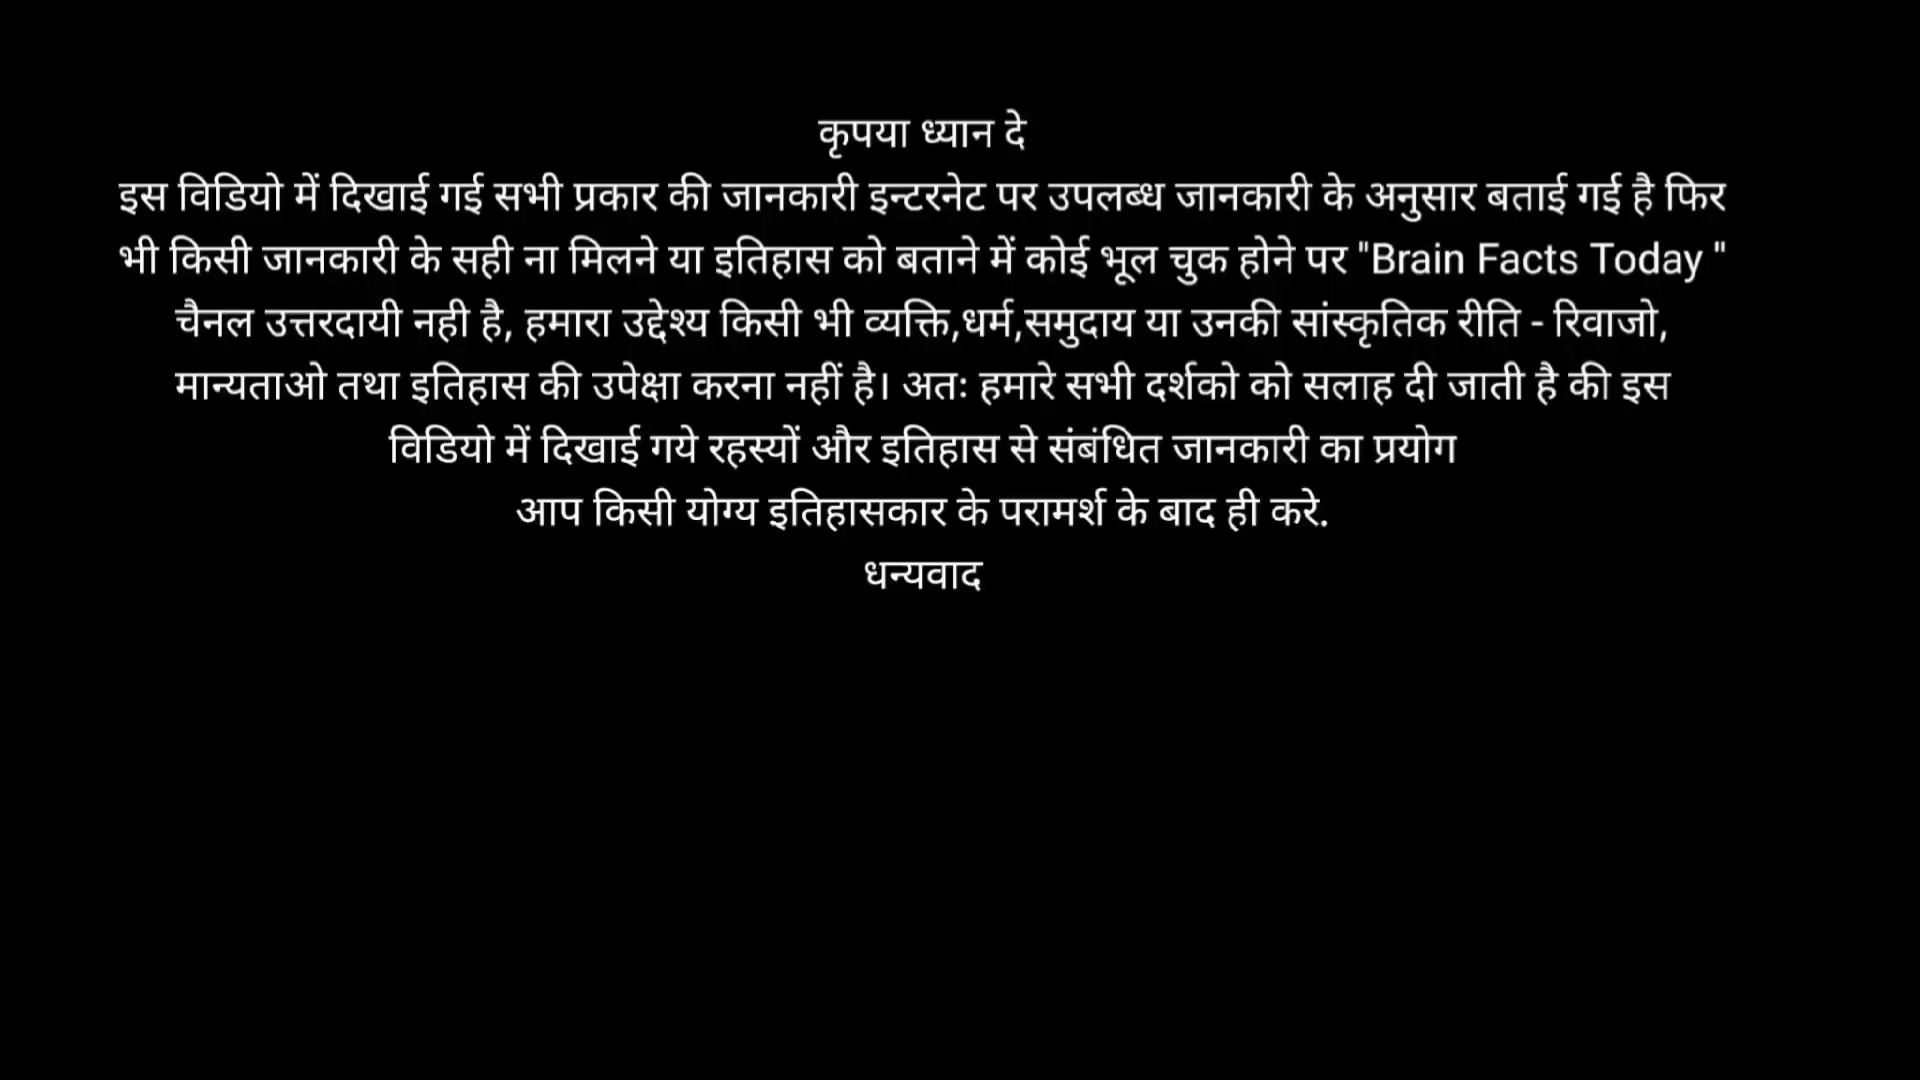 कृपया ध्यान दे
इस विडियो में दिखाई गई सभी प्रकार की जानकारी इन्टरनेट पर उपलब्ध जानकारी के अनुसार बताई गई है फिर
भी किसी जानकारी के सही ना मिलने या इतिहास को बताने में कोई भूल चुक होने पर "Brain Facts Today "
चैनल उत्तरदायी नही है, हमारा उद्देश्य किसी भी व्यक्ति,धर्म,समुदाय या उनकी सांस्कृतिक रीति - रिवाजो,
मान्यताओ तथा इतिहास की उपेक्षा करना नहीं है। अतः हमारे सभी दर्शको को सलाह दी जाती है की इस
विडियो में दिखाई गये रहस्यों और इतिहास से संबंधित जानकारी का प्रयोग
आप किसी योग्य इतिहासकार के परामर्श के बाद ही करे.
धन्यवाद